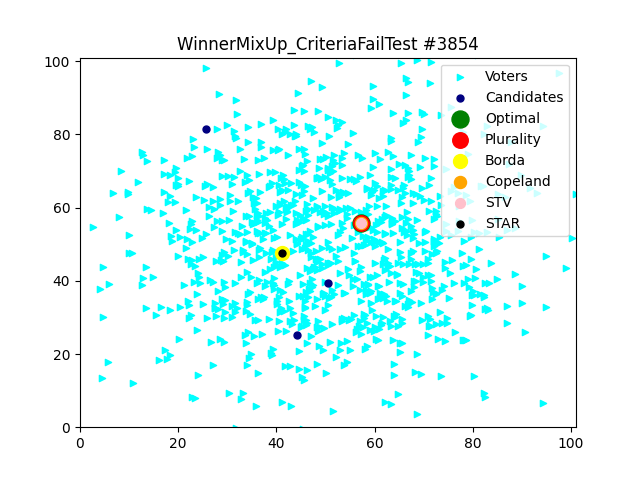 WinnerMixUp_CriteriaFailTest #3854
Voters
Candidates
Optimal
Plurality
Borda
Copeland
STV
STAR
100
80
60
40
20
0
0 20 40 60 80 100